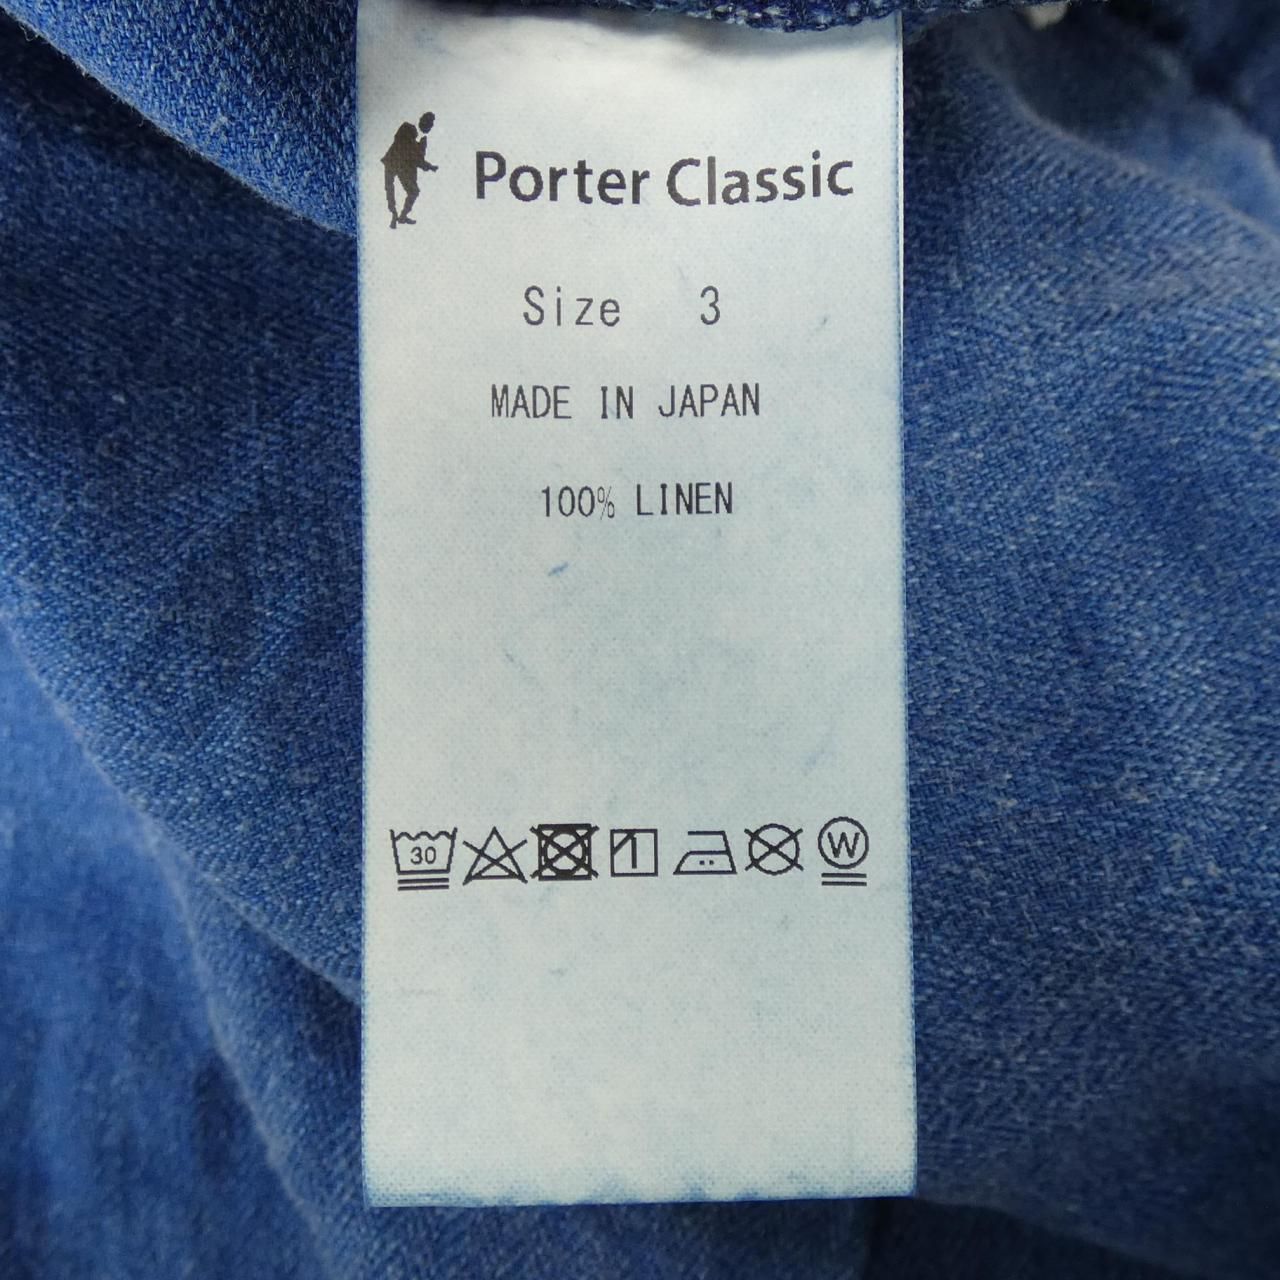 Porter Classic
Size 3
MADE IN JAPAN
100% LINEN
30 W